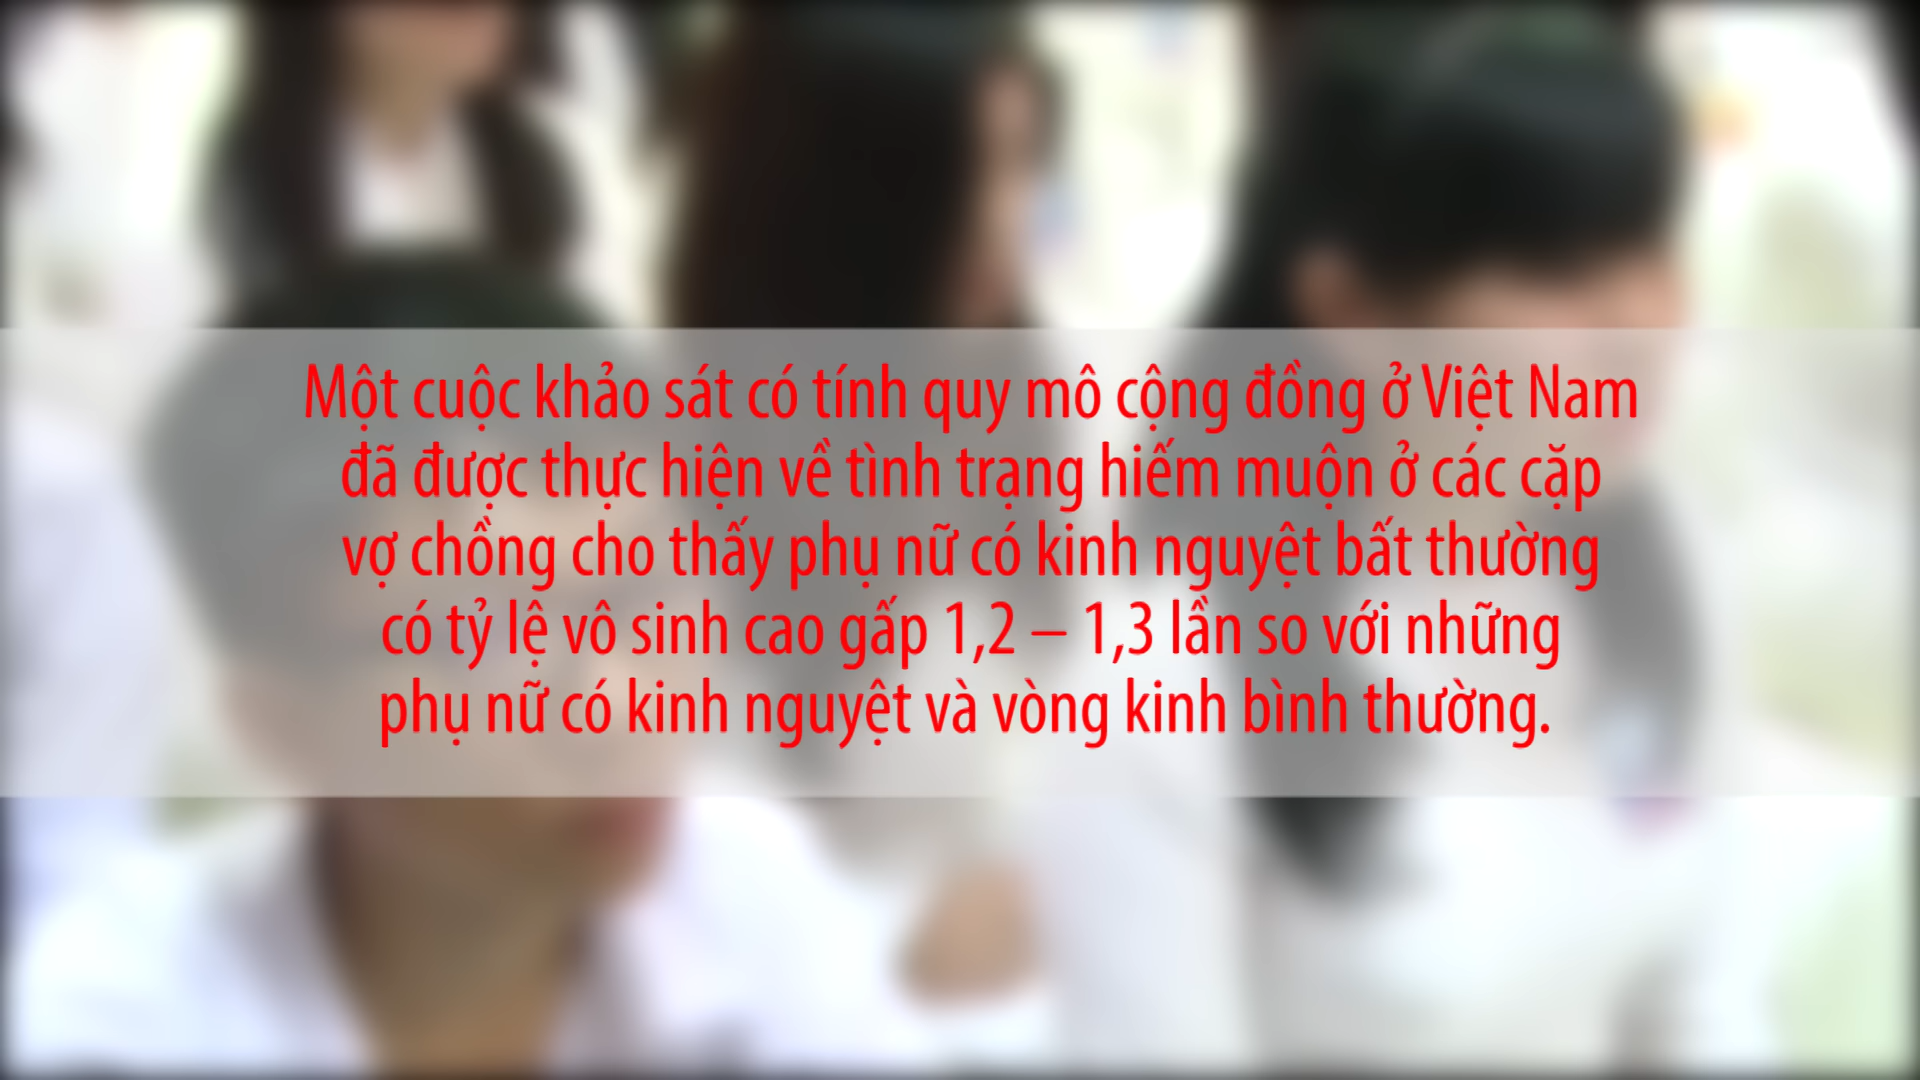 Một cuộc khảo sát có tính quy mô cộng đồng ở Việt Nam
đã được thực hiện về tình trạng hiếm muộn ở các cặp
vợ chồng cho thấy phụ nữ có kinh nguyệt bất thường
có tỷ lệ vô sinh cao gấp 1,2 – 1,3 lần so với những
phụ nữ có kinh nguyệt và vòng kinh bình thường.